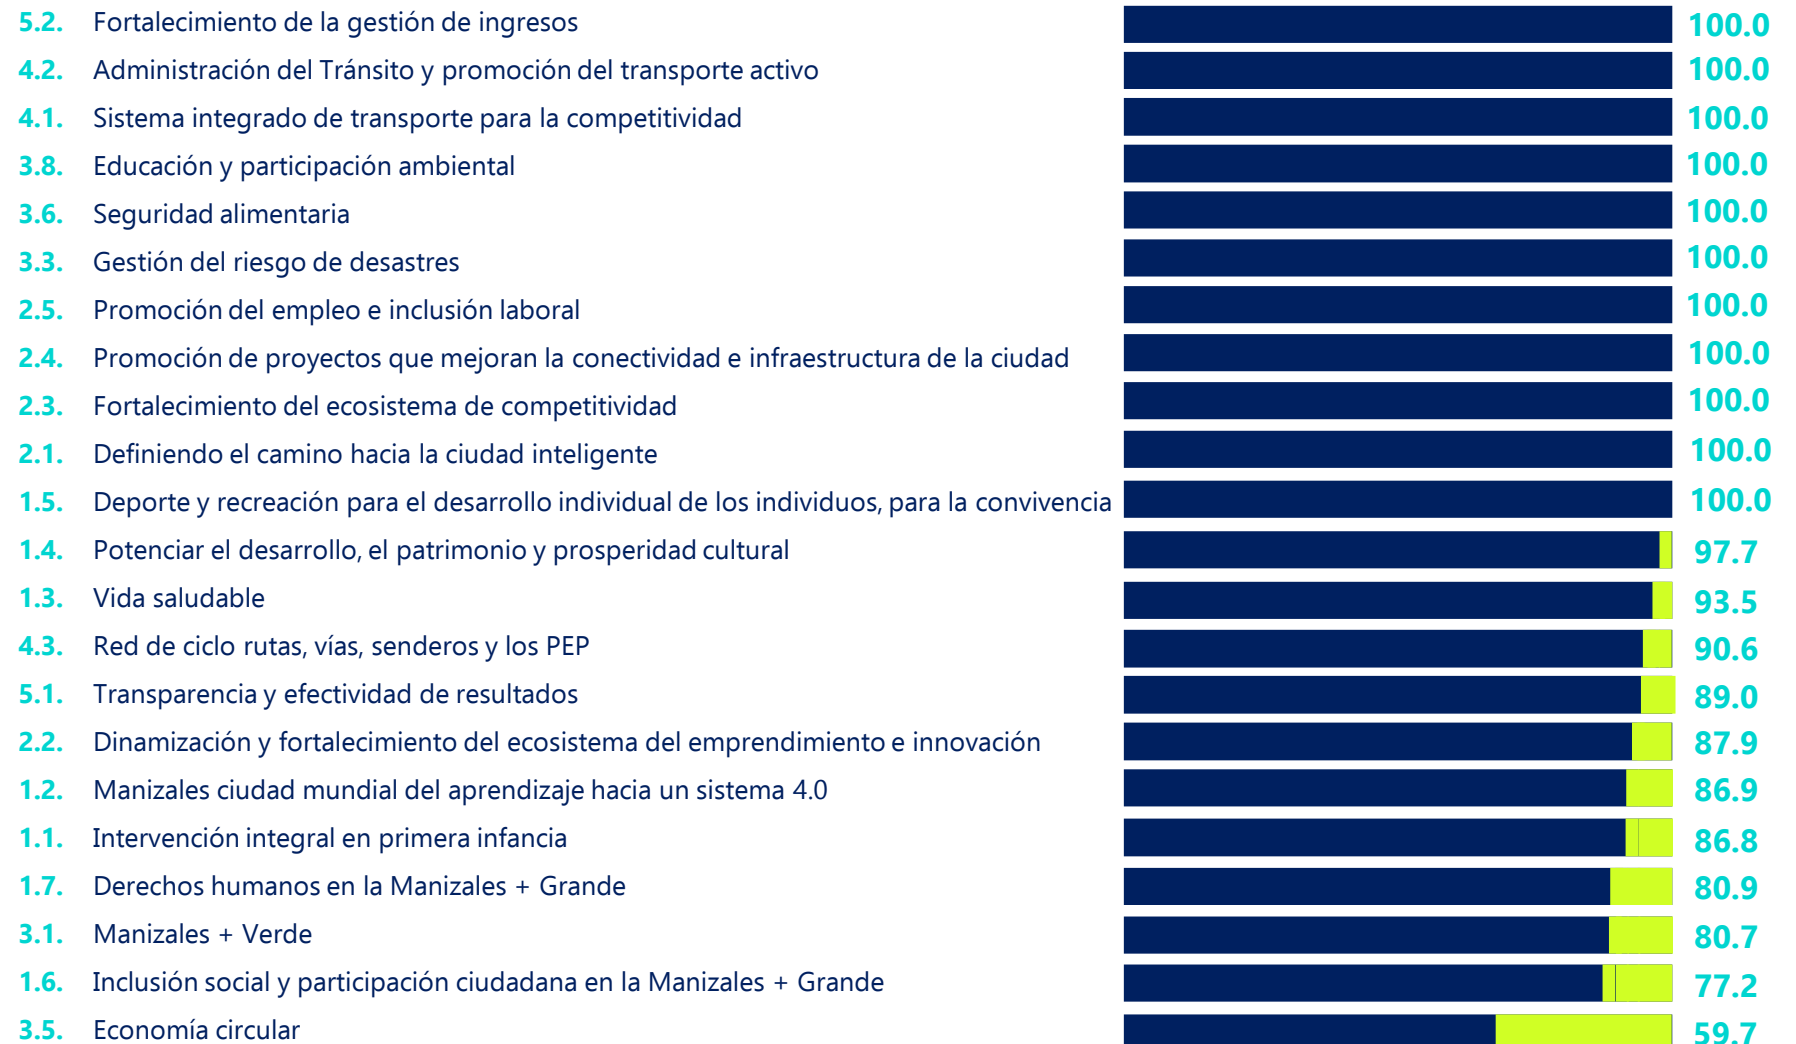 5.2. Fortalecimiento de la gestión de ingresos 100.0
4.2. Administración del Tránsito y promoción del transporte activo 100.0
4.1. Sistema integrado de transporte para la competitividad 100.0
3.8. Educación y participación ambiental 100.0
3.6. Seguridad alimentaria 100.0
3.3. Gestión del riesgo de desastres 100.0
2.5. Promoción del empleo e inclusión laboral 100.0
2.4. Promoción de proyectos que mejoran la conectividad e infraestructura de la ciudad 100.0
2.3. Fortalecimiento del ecosistema de competitividad 100.0
2.1. Definiendo el camino hacia la ciudad inteligente 100.0
1.5. Deporte y recreación para el desarrollo individual de los individuos, para la convivencia 100.0
1.4. Potenciar el desarrollo, el patrimonio y prosperidad cultural 97.7
1.3. Vida saludable 93.5
4.3. Red de ciclo rutas, vías, senderos y los PEP 90.6
5.1. Transparencia y efectividad de resultados 89.0
2.2. Dinamización y fortalecimiento del ecosistema del emprendimiento e innovación 87.9
1.2. Manizales ciudad mundial del aprendizaje hacia un sistema 4.0 86.9
1.1. Intervención integral en primera infancia 86.8
1.7. Derechos humanos en la Manizales + Grande 80.9
3.1. Manizales + Verde 80.7
1.6. Inclusión social y participación ciudadana en la Manizales + Grande 77.2
3.5. Economía circular 59.7